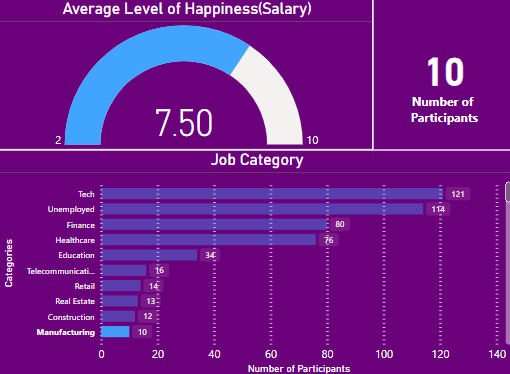 Average Level of Happiness(Salary)
7.50
2
10
10
Number of
Participants
Job Category
Categories
Tech
121
Unemployed
114
Finance
80
Healthcare
76
Education
34
Telecommunicati...
16
Retail
14
Real Estate
13
Construction
12
Manufacturing
10
0 20 40 60 80 100 120 140
Number of Participants